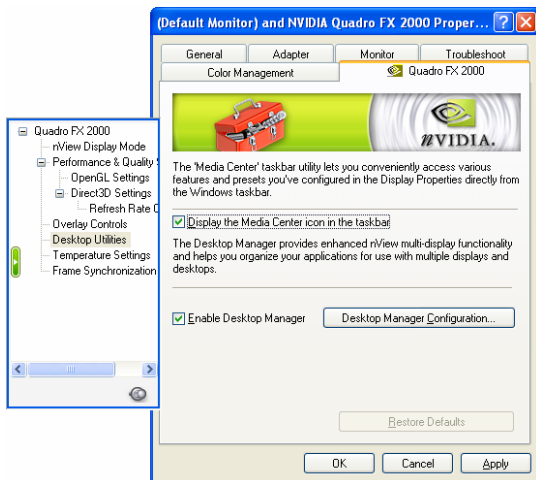 (Default Monitor) and NVIDIA Quadro FX 2000 Proper...
General Adapter Monitor Troubleshoot
Color Management Quadro FX 2000
NVIDIA.
The 'Media Center' taskbar utility lets you conveniently access various
features and presets you've configured in the Display Properties directly from
the Windows taskbar.
Display the Media Center icon in the taskbar
The Desktop Manager provides enhanced nView multi-display functionality
and helps you organize your applications for use with multiple displays and
desktops.
Enable Desktop Manager Desktop Manager Configuration...
Restore Defaults
OK Cancel Apply
Quadro FX 2000
nView Display Mode
Performance & Quality S
OpenGL Settings
Direct3D Settings
Refresh Rate O
Overlay Controls
Desktop Utilities
Temperature Settings
Frame Synchronization